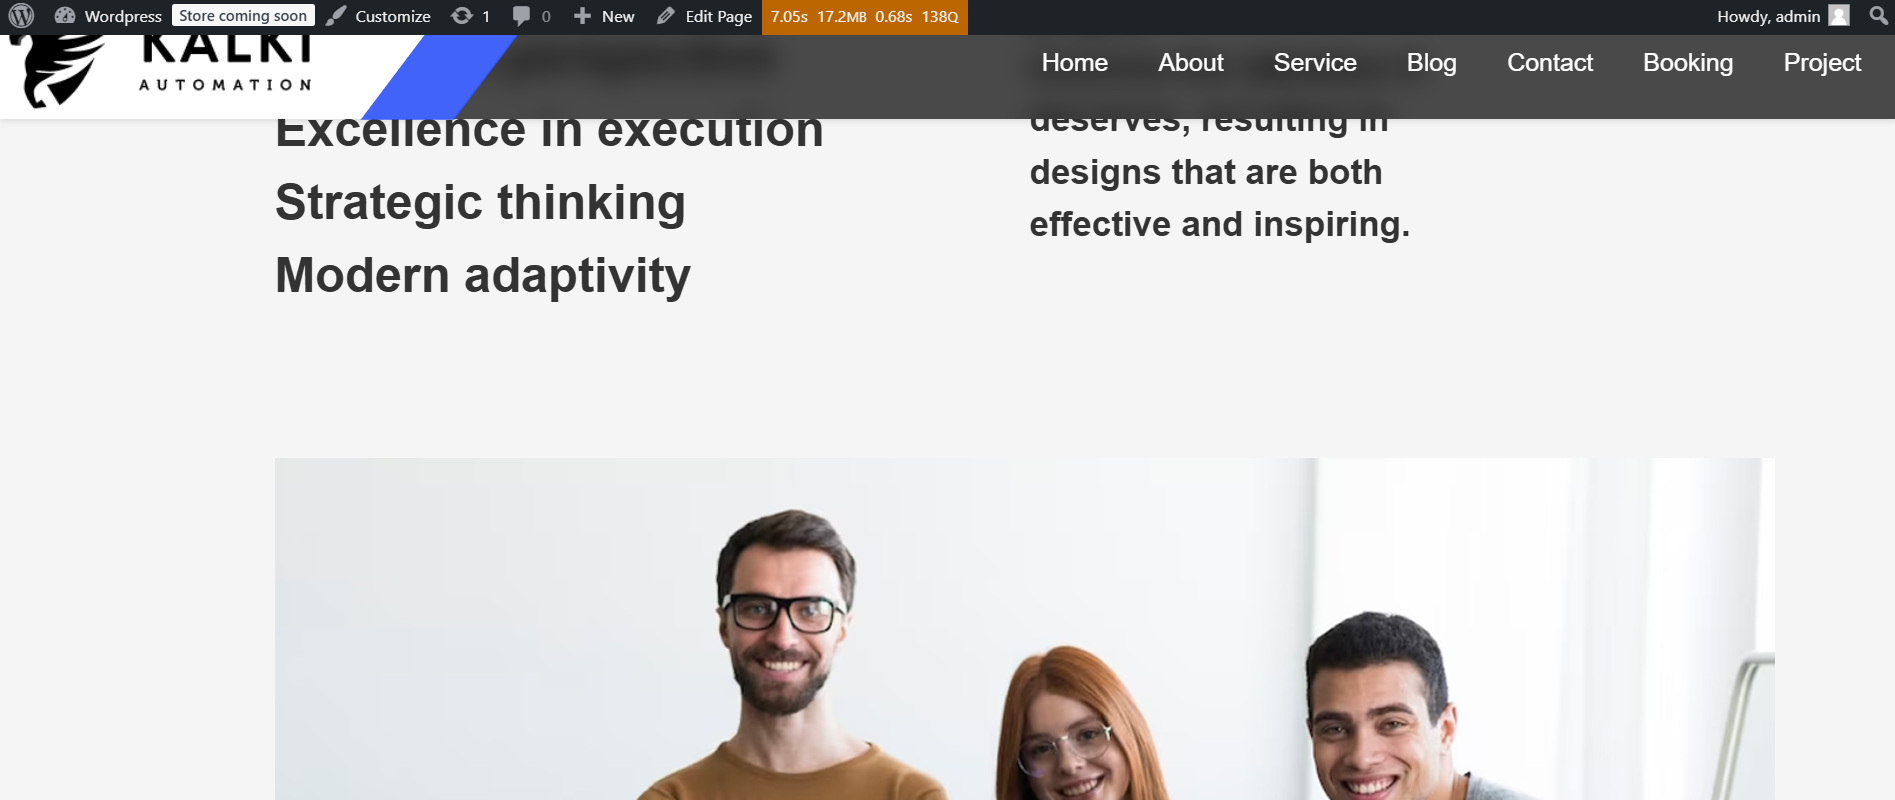 Wordpress Store coming soon Customize 1 0 New Edit Page 7.05s 17.2MB 0.68s 138Q Howdy, admin
KALKI
AUTOMATION
Home About Service Blog Contact Booking Project
perspective
Excellence in execution
Strategic thinking
Modern adaptivity
deserves, resulting in
designs that are both
effective and inspiring.